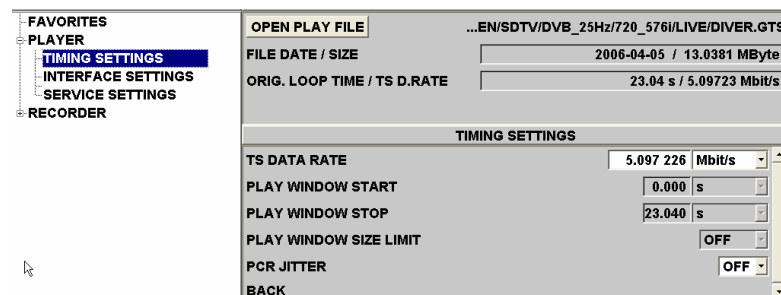 FAVORITES
PLAYER
TIMING SETTINGS
INTERFACE SETTINGS
SERVICE SETTINGS
RECORDER
OPEN PLAY FILE ...EN/SDTV/DVB_25Hz/720_576i/LIVE/DIVER.GTS
FILE DATE / SIZE 2006-04-05 / 13.0381 MByte
ORIG. LOOP TIME / TS D.RATE 23.04 s / 5.09723 Mbit/s
TIMING SETTINGS
TS DATA RATE 5.097 226 Mbit/s
PLAY WINDOW START 0.000 s
PLAY WINDOW STOP 23.040 s
PLAY WINDOW SIZE LIMIT OFF
PCR JITTER OFF
BACK